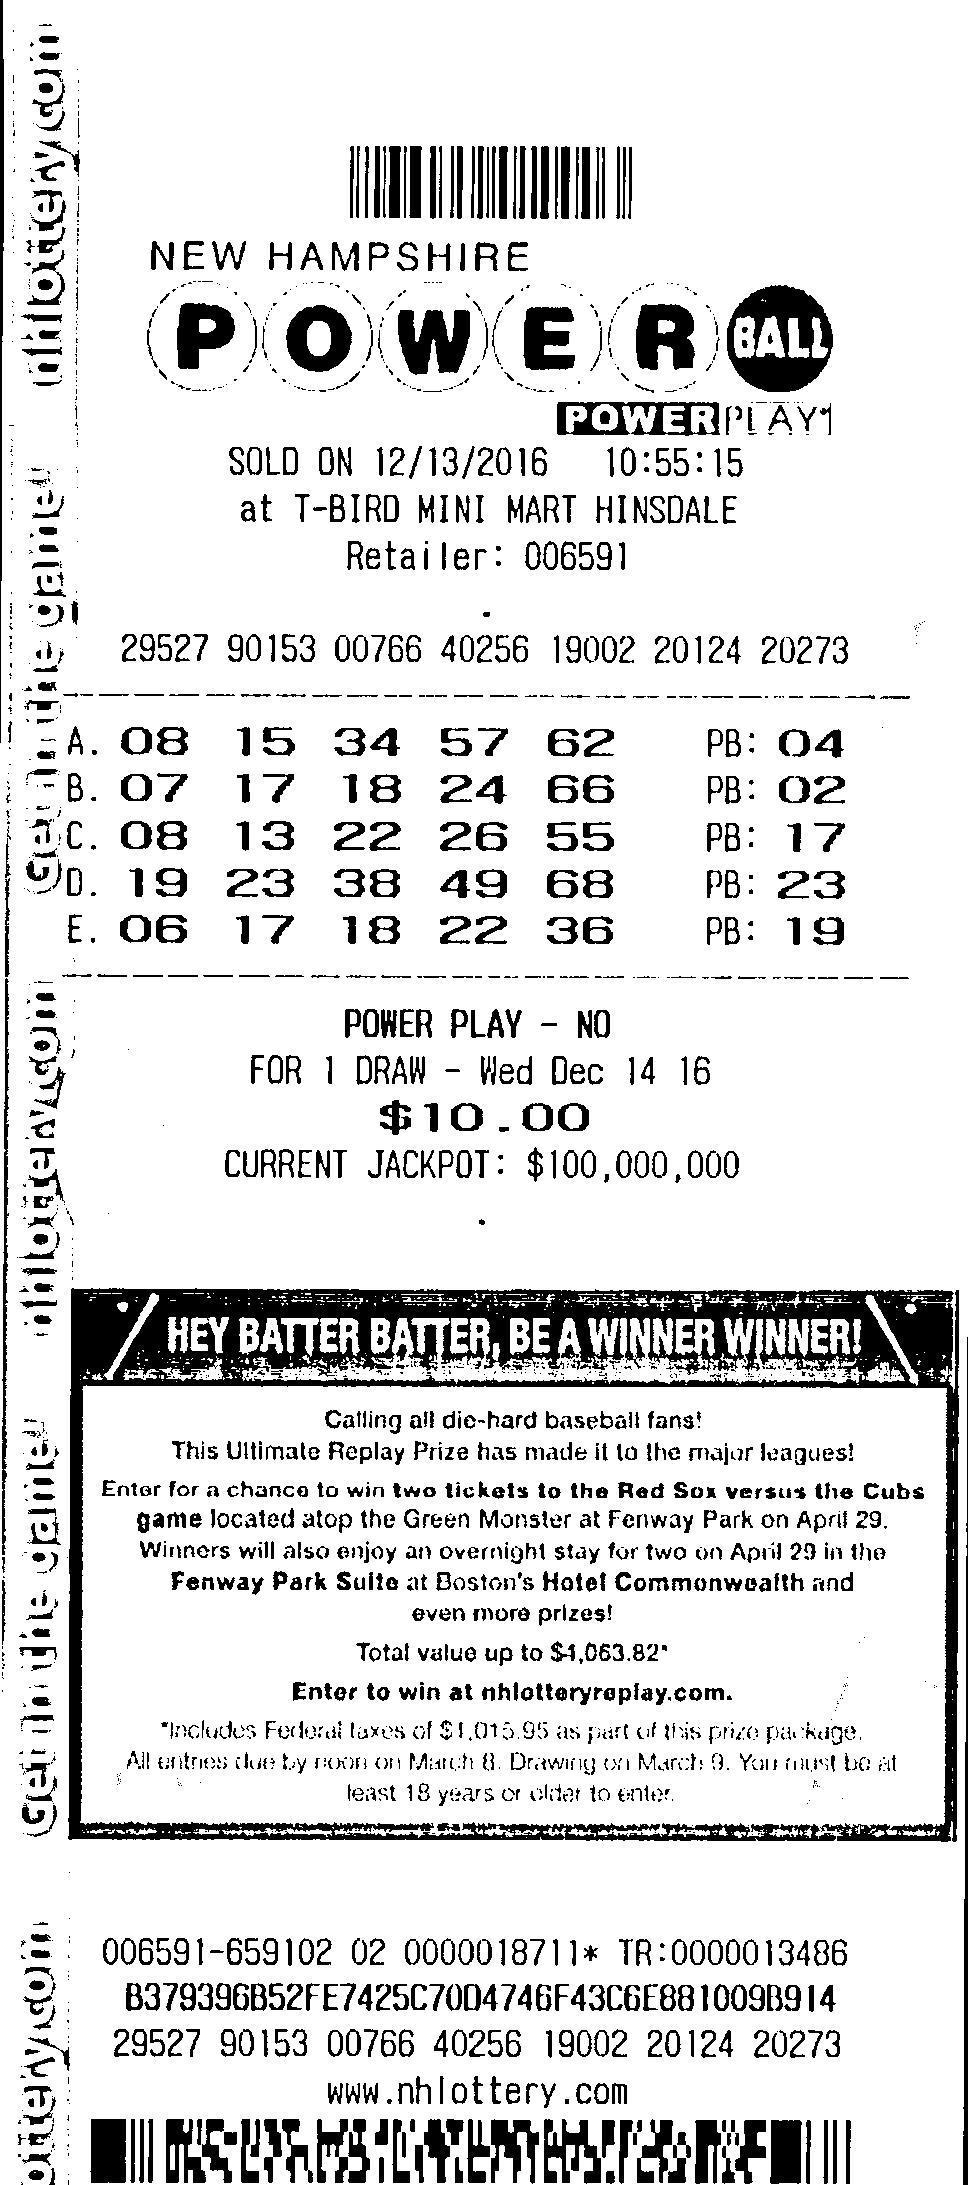 NEW HAMPSHIRE
POWER BALL
POWERPLAY
SOLD ON 12/13/2016 10:55:15
at T-BIRD MINI MART HINSDALE
Retailer: 006591
29527 90153 00766 40256 19002 20124 20273
A. 08 15 34 57 62 PB: 04
B. 07 17 18 24 66 PB: 02
C. 08 13 22 26 55 PB: 17
D. 19 23 38 49 68 PB: 23
E. 06 17 18 22 36 PB: 19
POWER PLAY - NO
FOR 1 DRAW - Wed Dec 14 16
$10.00
CURRENT JACKPOT: $100,000,000
HEY BATTER BATTER, BE A WINNER WINNER!
Calling all die-hard baseball fans!
This Ultimate Replay Prize has made it to the major leagues!
Enter for a chance to win two tickets to the Red Sox versus the Cubs
game located atop the Green Monster at Fenway Park on April 29.
Winners will also enjoy an overnight stay for two on April 29 in the
Fenway Park Suite at Boston's Hotel Commonwealth and
even more prizes!
Total value up to $4,063.82*
Enter to win at nhlotteryreplay.com.
*Includes Federal taxes of $1,015.95 as part of this prize package.
All entries due by noon on March 8. Drawing on March 9. You must be at
least 18 years or older to enter.
006591-659102 02 0000018711* TR:0000013486
B379396B52FE7425C70D4746F43C6E881009B914
29527 90153 00766 40256 19002 20124 20273
www.nhlottery.com
nhlottery.com
Get in the game!
nhlottery.com
Get in the game!